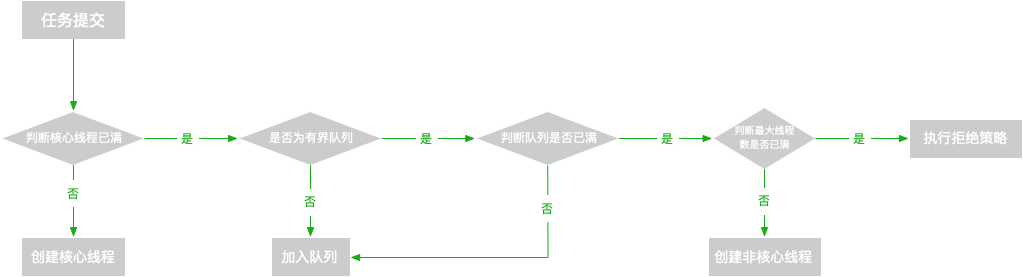 任务提交
判断核心线程已满
是
是否为有界队列
是
判断队列是否已满
是
判断最大线程
数是否已满
是
执行拒绝策略
否
否
否
否
创建核心线程
加入队列
创建非核心线程